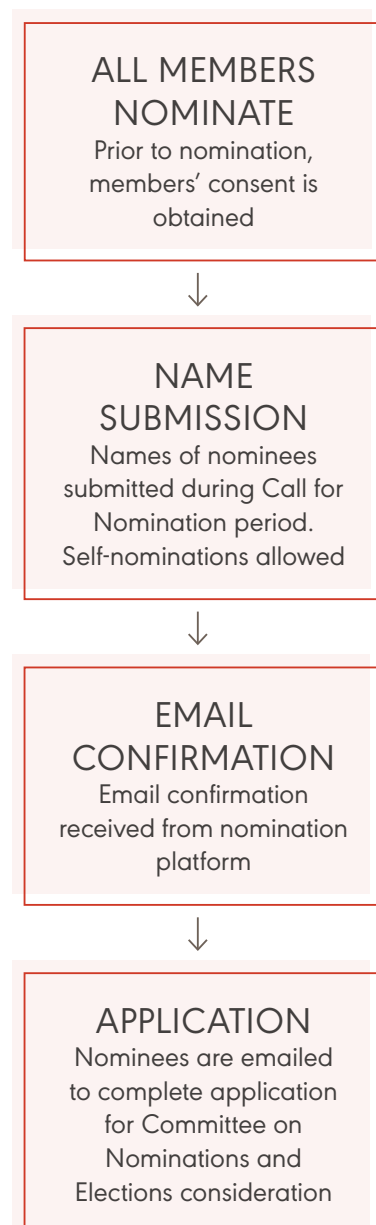 ALL MEMBERS
NOMINATE
Prior to nomination,
members’ consent is
obtained
NAME
SUBMISSION
Names of nominees
submitted during Call for
Nomination period.
Self-nominations allowed
EMAIL
CONFIRMATION
Email confirmation
received from nomination
platform
APPLICATION
Nominees are emailed
to complete application
for Committee on
Nominations and
Elections consideration